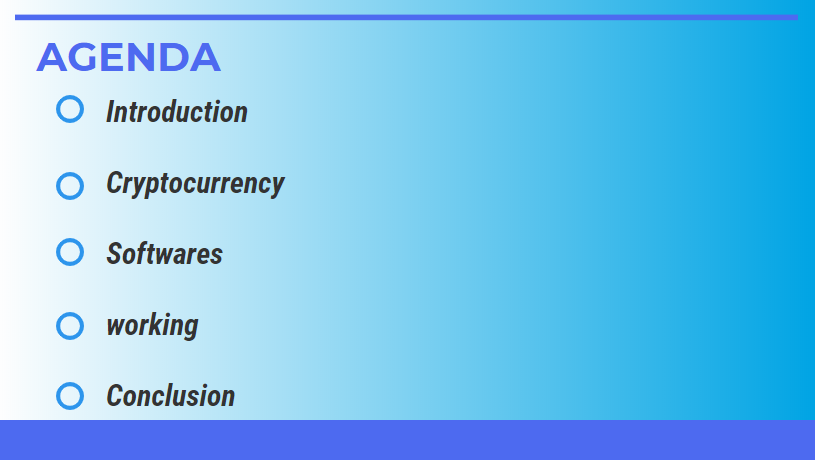 AGENDA
Introduction
Cryptocurrency
Softwares
working
Conclusion